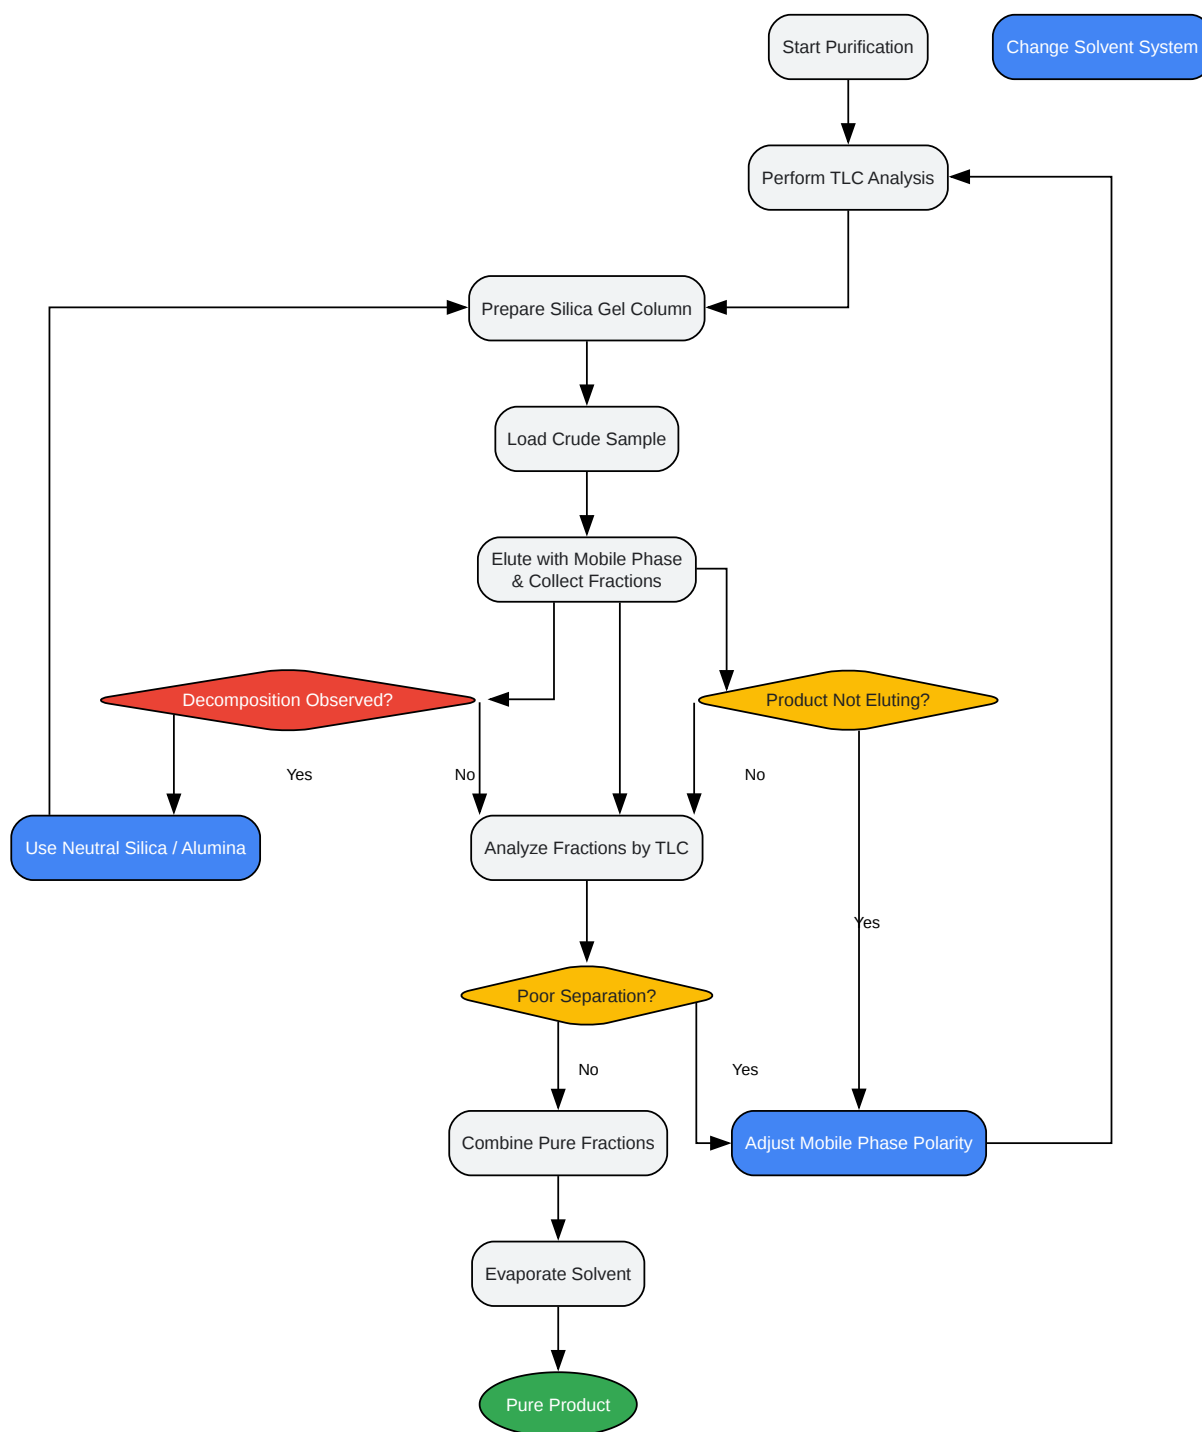 Start Purification
Change Solvent System
Perform TLC Analysis
Prepare Silica Gel Column
Load Crude Sample
Elute with Mobile Phase
& Collect Fractions
Decomposition Observed?
Product Not Eluting?
Yes
No
No
Use Neutral Silica / Alumina
Analyze Fractions by TLC
Yes
Poor Separation?
No
Yes
Combine Pure Fractions
Adjust Mobile Phase Polarity
Evaporate Solvent
Pure Product